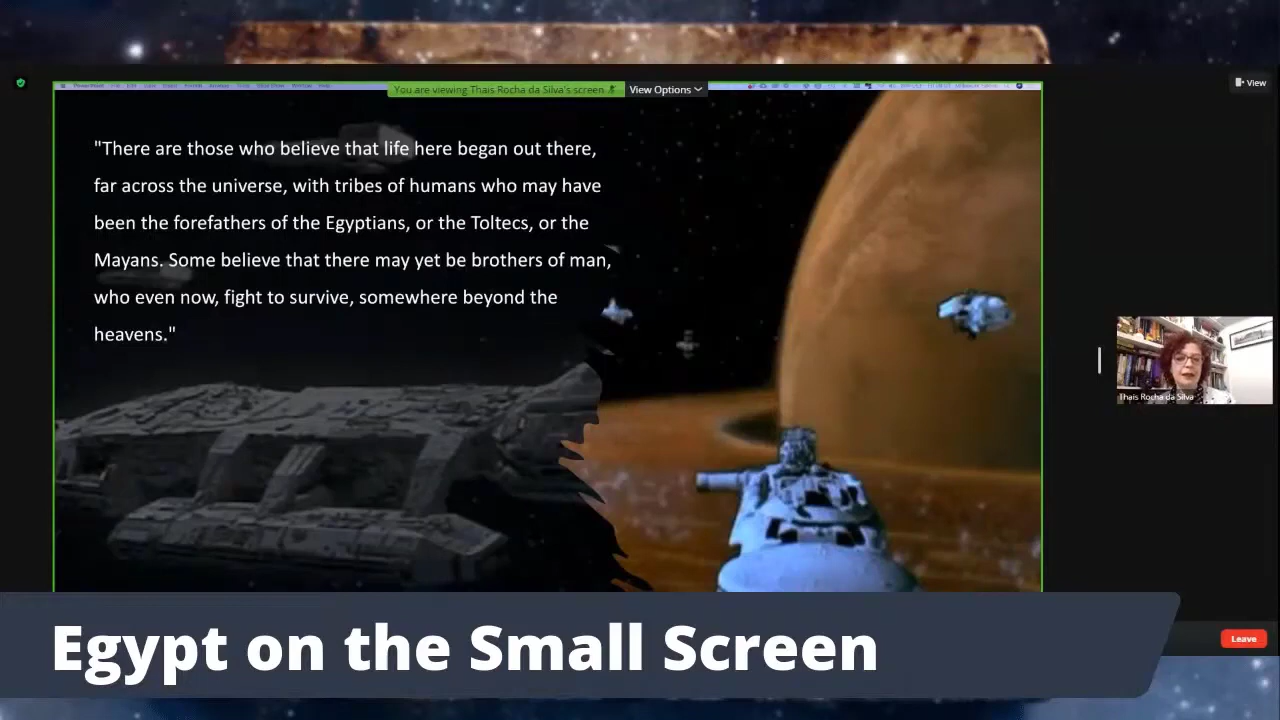 You are viewing Thais Rocha da Silva's screen
View Options
View
"There are those who believe that life here began out there,
far across the universe, with tribes of humans who may have
been the forefathers of the Egyptians, or the Toltecs, or the
Mayans. Some believe that there may yet be brothers of man,
who even now, fight to survive, somewhere beyond the
heavens."
Thais Rocha da Silva
Leave
Egypt on the Small Screen